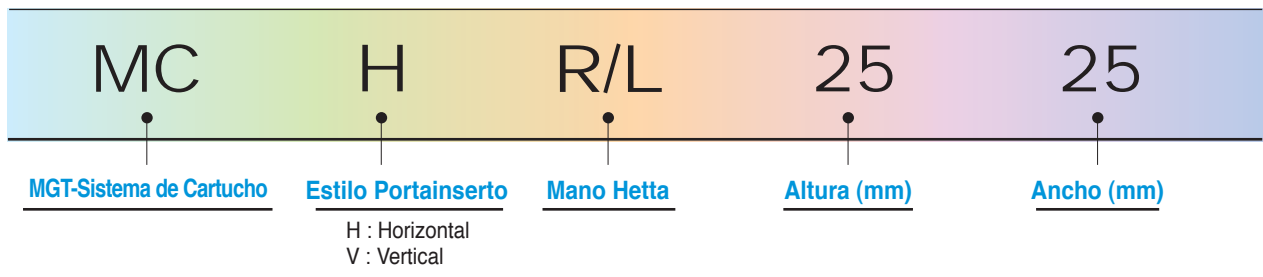 MC H R/L 25 25
MGT-Sistema de Cartucho Estilo Portainserto Mano Hetta Altura (mm) Ancho (mm)
H : Horizontal
V : Vertical